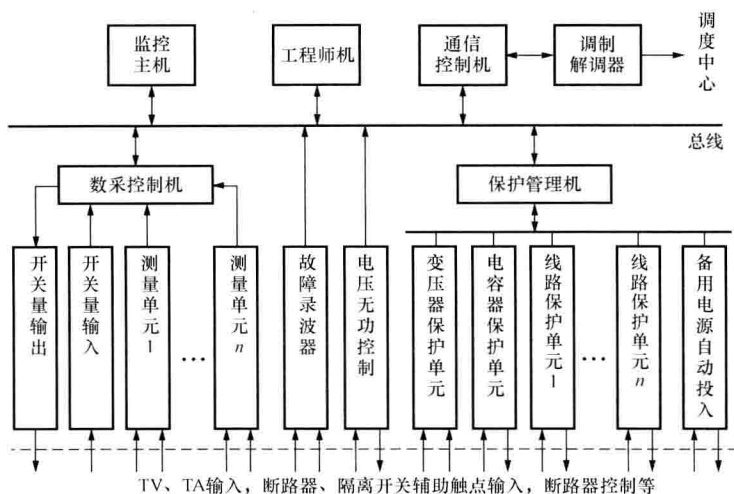 监控
主机
工程师机
通信
控制机
调制
解调器
调度中心
总线
数采控制机
保护管理机
开关量输出
开关量输入
测量单元1
…
测量单元n
故障录波器
电压无功控制
变压器保护单元
电容器保护单元
线路保护单元1
…
线路保护单元n
备用电源自动投入
TV、TA输入，断路器、隔离开关辅助触点输入，断路器控制等